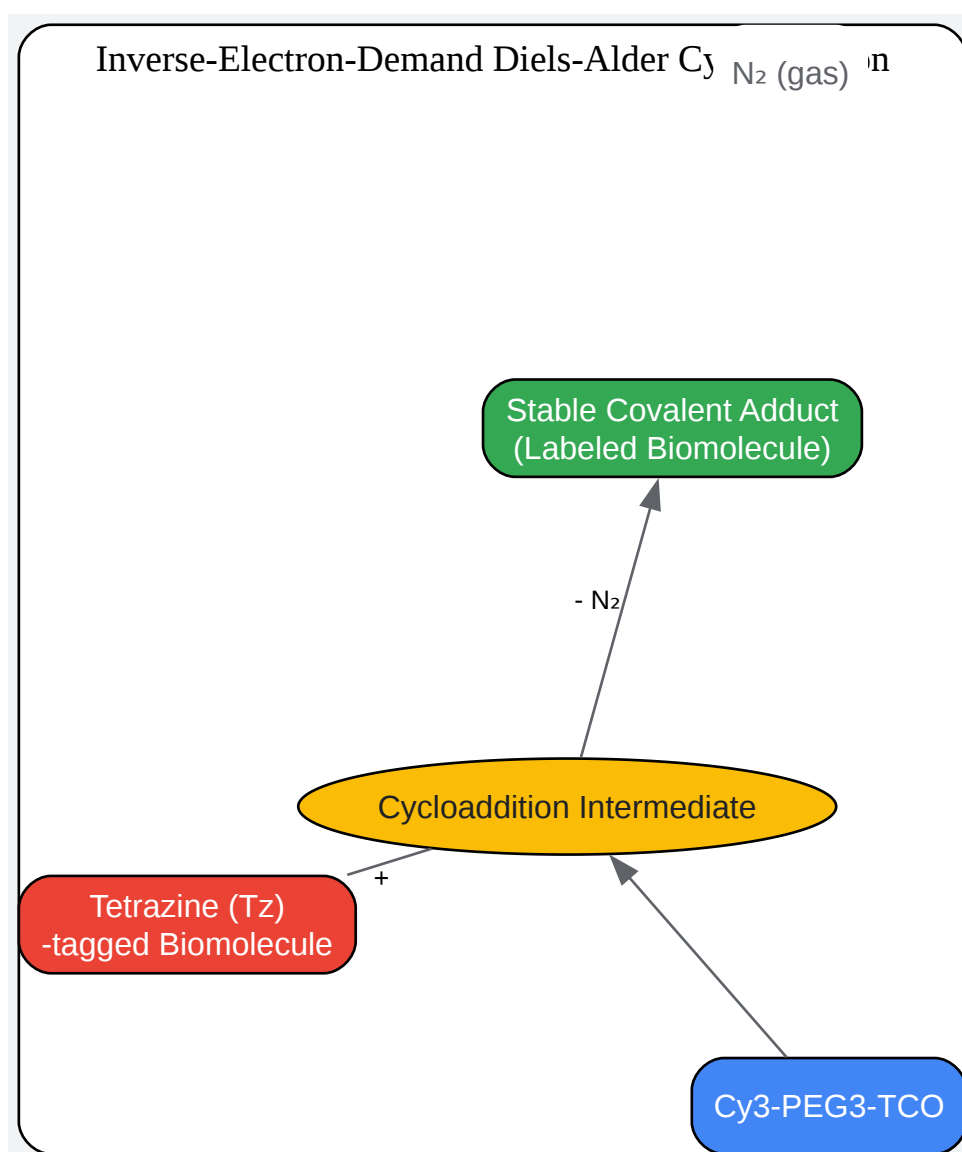 Inverse-Electron-Demand Diels-Alder
N₂ (gas)
Stable Covalent Adduct
(Labeled Biomolecule)
- N₂
Cycloaddition Intermediate
+
Tetrazine (Tz)
-tagged Biomolecule
Cy3-PEG3-TCO